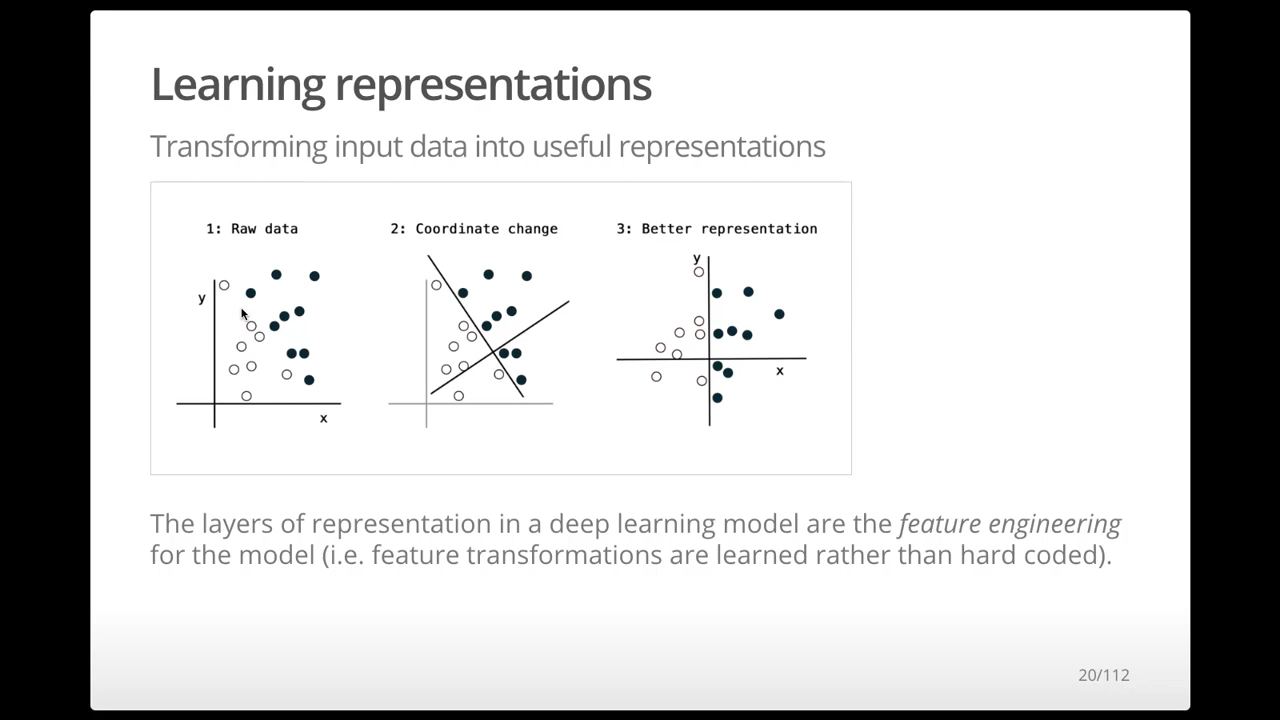 Learning representations
Transforming input data into useful representations
1: Raw data
2: Coordinate change
3: Better representation
y
x
y
x
The layers of representation in a deep learning model are the feature engineering
for the model (i.e. feature transformations are learned rather than hard coded).
20/112